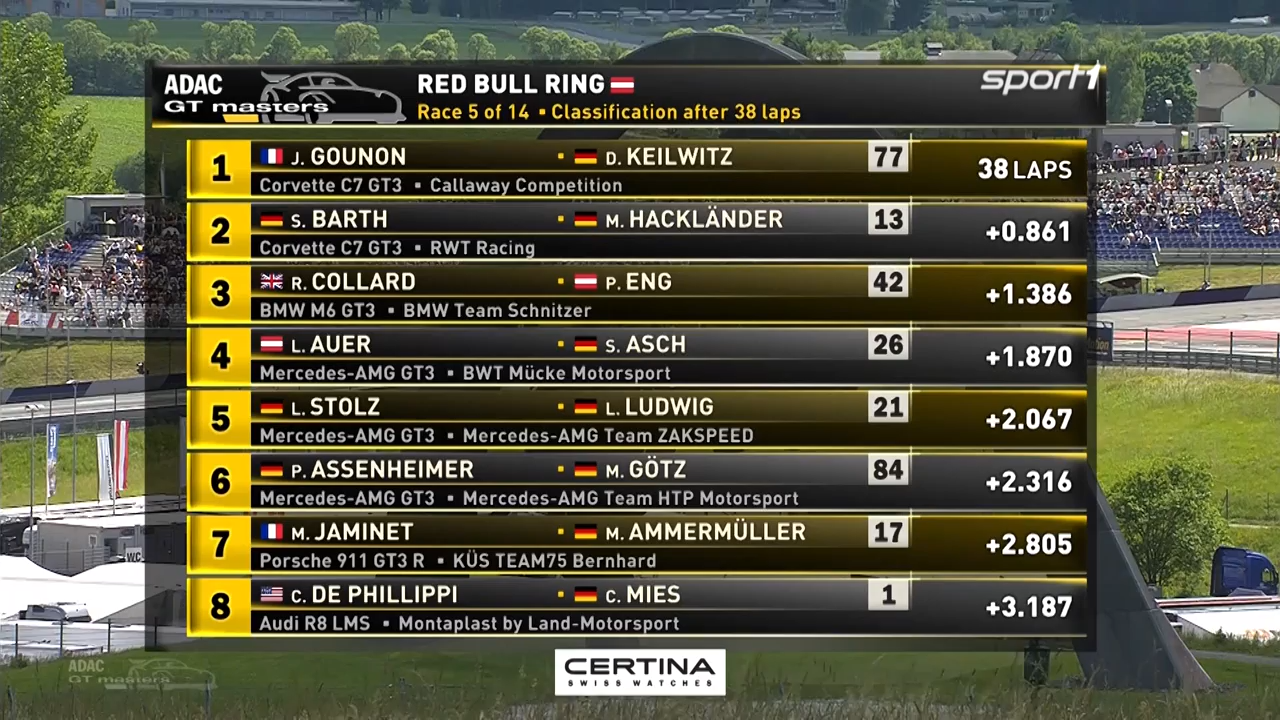 ADAC
GT masters
RED BULL RING
Race 5 of 14 ▪ Classification after 38 laps
sport1
1 J. GOUNON ▪ D. KEILWITZ 77 38 LAPS
Corvette C7 GT3 ▪ Callaway Competition
2 S. BARTH ▪ M. HACKLÄNDER 13 +0.861
Corvette C7 GT3 ▪ RWT Racing
3 R. COLLARD ▪ P. ENG 42 +1.386
BMW M6 GT3 ▪ BMW Team Schnitzer
4 L. AUER ▪ S. ASCH 26 +1.870
Mercedes-AMG GT3 ▪ BWT Mücke Motorsport
5 L. STOLZ ▪ L. LUDWIG 21 +2.067
Mercedes-AMG GT3 ▪ Mercedes-AMG Team ZAKSPEED
6 P. ASSENHEIMER ▪ M. GÖTZ 84 +2.316
Mercedes-AMG GT3 ▪ Mercedes-AMG Team HTP Motorsport
7 M. JAMINET ▪ M. AMMERMÜLLER 17 +2.805
Porsche 911 GT3 R ▪ KÜS TEAM75 Bernhard
8 C. DE PHILLIPPI ▪ C. MIES 1 +3.187
Audi R8 LMS ▪ Montaplast by Land-Motorsport
WC
ADAC
GT masters
CERTINA
SWISS WATCHES